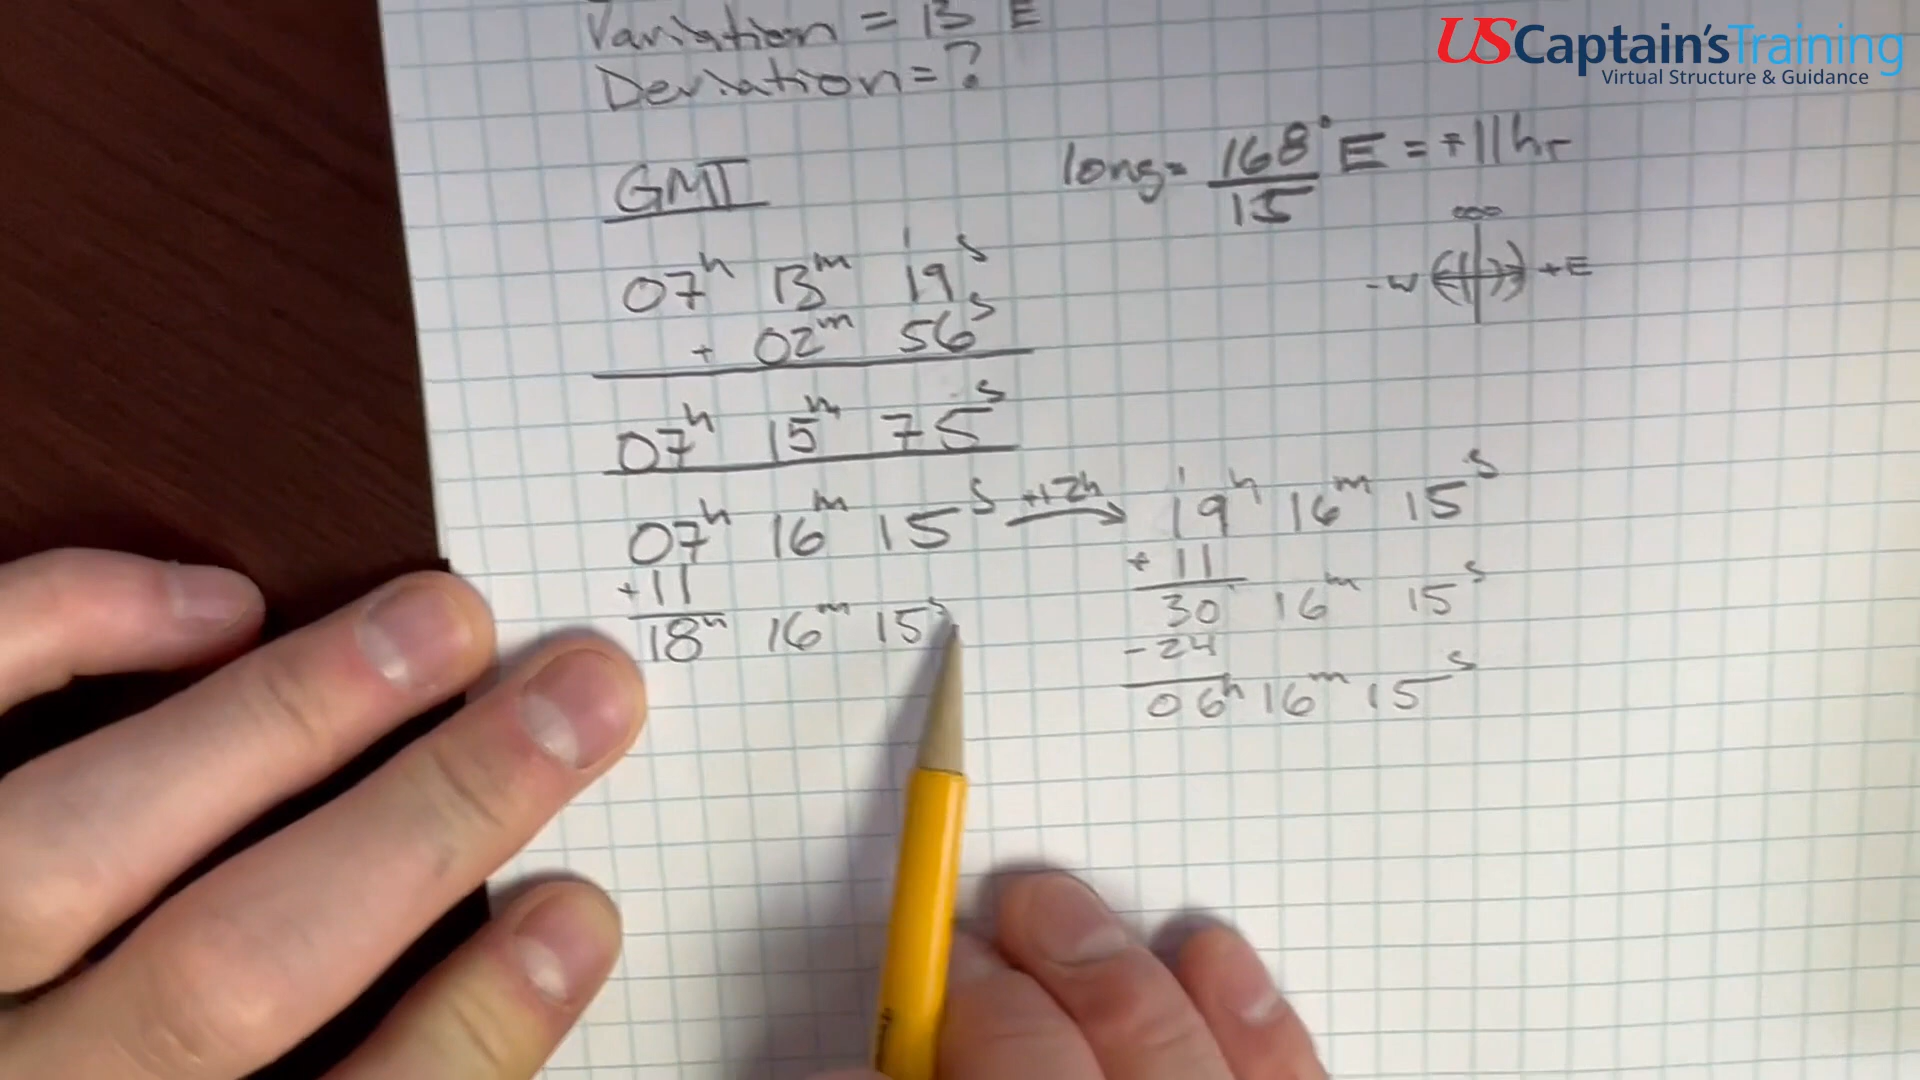 USCaptain'sTraining
Virtual Structure & Guidance
Variation = 13° E
Deviation = ?
GMT
07h 13m 19s
+ 02m 56s
07h 15m 75s
07h 16m 15s
+11
18h 16m 15s
long= 168° E = +11 hr
15
-W +E
+12h
1
19h 16m 15s
+ 11
30 16m 15s
- 24
06h 16m 15s